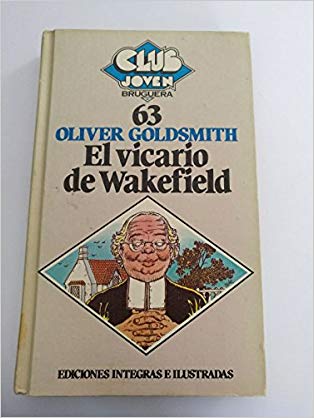 CLUB
JOVEN
BRUGUERA
63
OLIVER GOLDSMITH
El vicario
de Wakefield
EDICIONES INTEGRAS E ILUSTRADAS